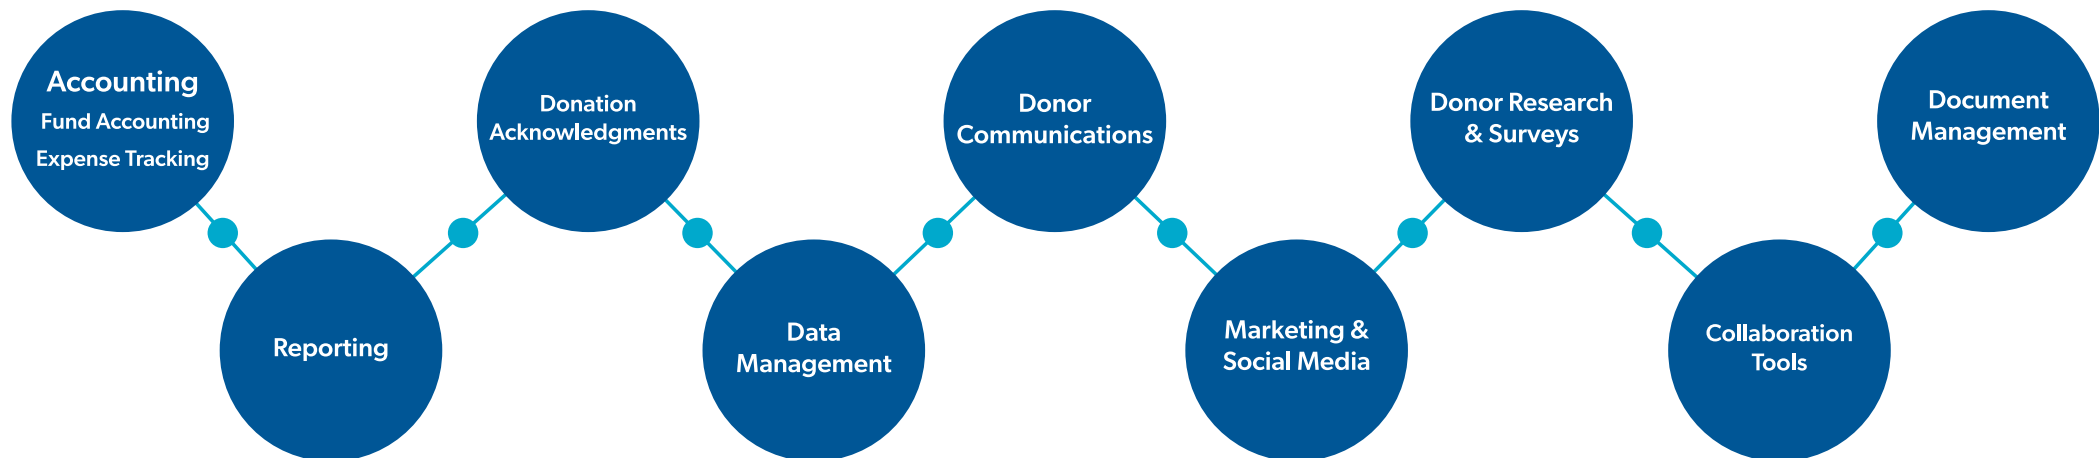 Accounting
Fund Accounting
Expense Tracking
Reporting
Donation
Acknowledgments
Data
Management
Donor
Communications
Marketing &
Social Media
Donor Research
& Surveys
Collaboration
Tools
Document
Management